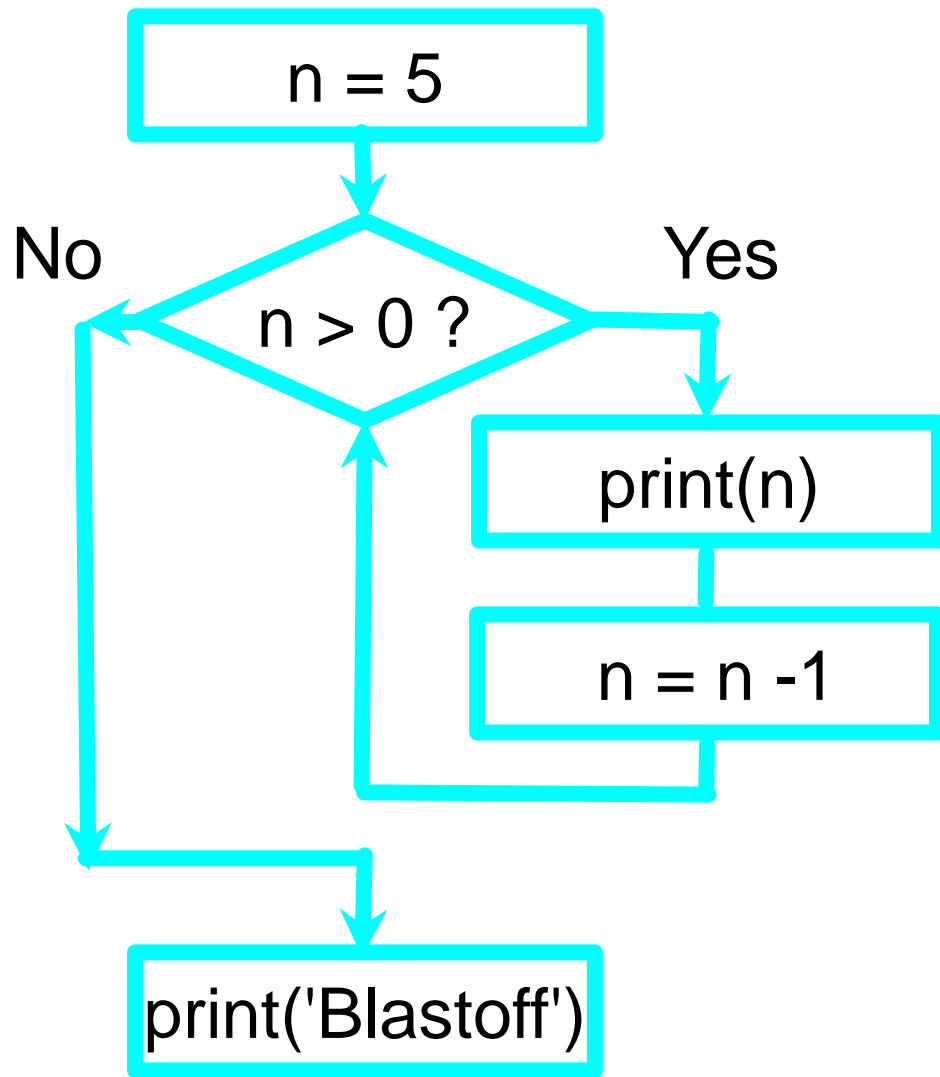 n = 5
No
Yes
n > 0 ?
print(n)
n = n -1
print('Blastoff')